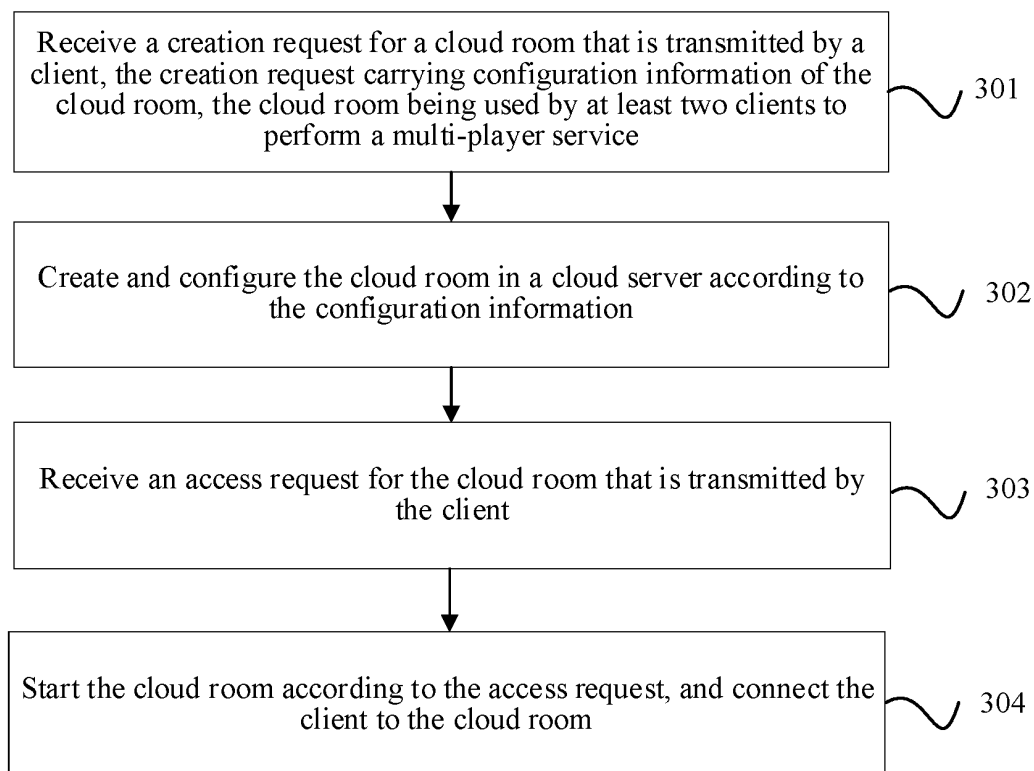 Receive a creation request for a cloud room that is transmitted by a
client, the creation request carrying configuration information of the
cloud room, the cloud room being used by at least two clients to
perform a multi-player service
301
Create and configure the cloud room in a cloud server according to
the configuration information
302
Receive an access request for the cloud room that is transmitted by
the client
303
Start the cloud room according to the access request, and connect the
client to the cloud room
304